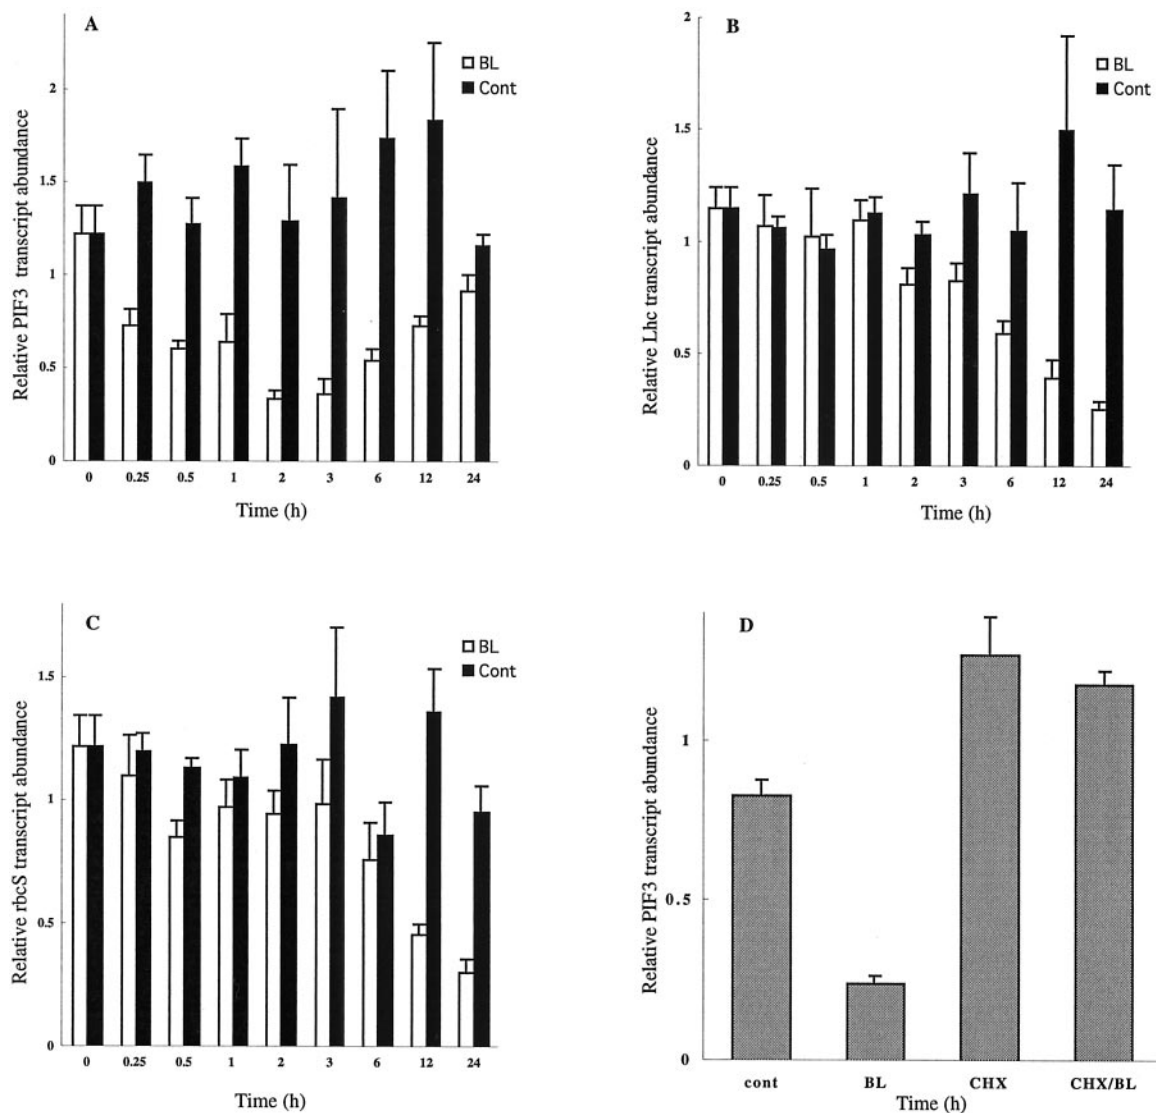 A
BL
Cont
Relative PIF3 transcript abundance
2
1.5
1
0.5
0
0 0.25 0.5 1 2 3 6 12 24
Time (h)
B
BL
Cont
Relative Lhc transcript abundance
2
1.5
1
0.5
0
0 0.25 0.5 1 2 3 6 12 24
Time (h)
C
BL
Cont
Relative rbcS transcript abundance
1.5
1
0.5
0
0 0.25 0.5 1 2 3 6 12 24
Time (h)
D
Relative PIF3 transcript abundance
1
0.5
0
cont BL CHX CHX/BL
Time (h)